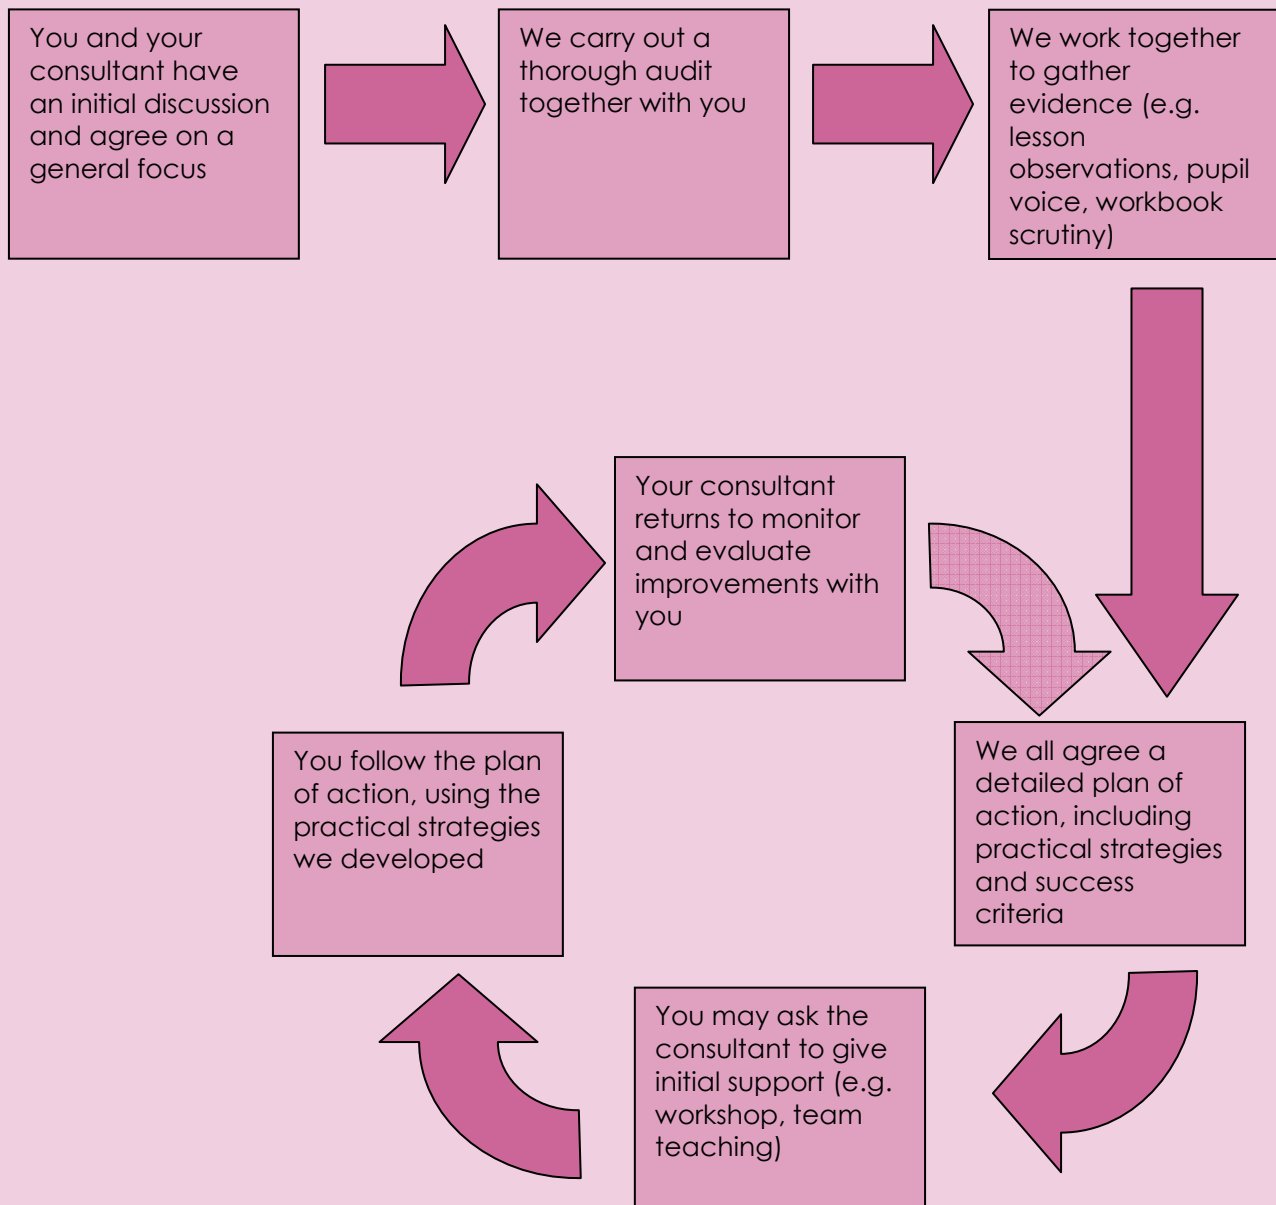 You and your
consultant have
an initial discussion
and agree on a
general focus
We carry out a
thorough audit
together with you
We work together
to gather
evidence (e.g.
lesson
observations, pupil
voice, workbook
scrutiny)
Your consultant
returns to monitor
and evaluate
improvements with
you
We all agree a
detailed plan of
action, including
practical strategies
and success
criteria
You may ask the
consultant to give
initial support (e.g.
workshop, team
teaching)
You follow the plan
of action, using the
practical strategies
we developed